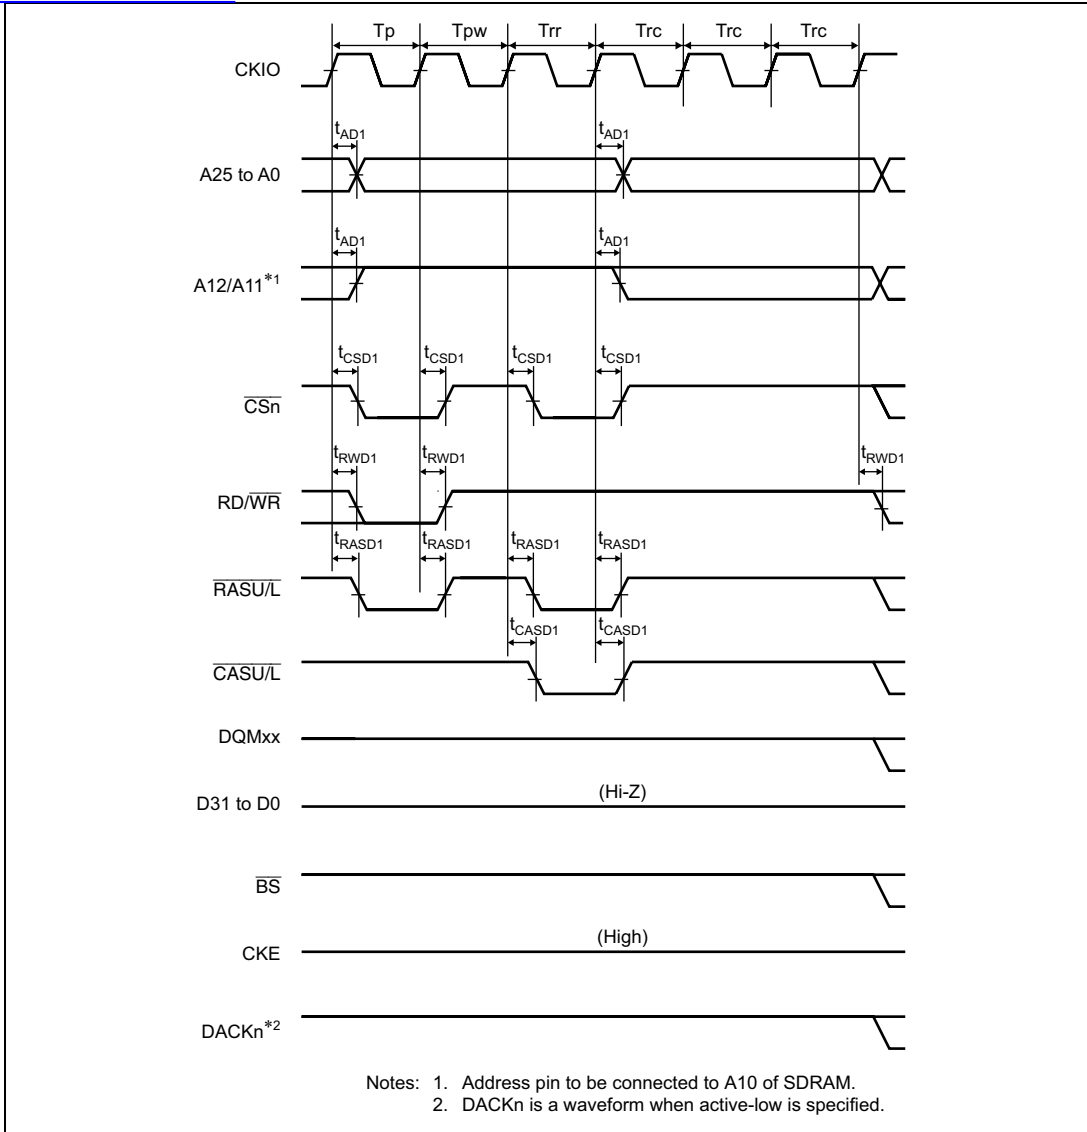 Tp Tpw Trr Trc Trc Trc
CKIO
tAD1 tAD1
A25 to A0
tAD1 tAD1
A12/A11*1
tCSD1 tCSD1 tCSD1 tCSD1
CSn
tRWD1 tRWD1 tRWD1
RD/WR
tRASD1 tRASD1 tRASD1 tRASD1
RASU/L
tCASD1 tCASD1
CASU/L
DQMxx
(Hi-Z)
D31 to D0
BS
(High)
CKE
DACKn*2
Notes: 1. Address pin to be connected to A10 of SDRAM.
2. DACKn is a waveform when active-low is specified.